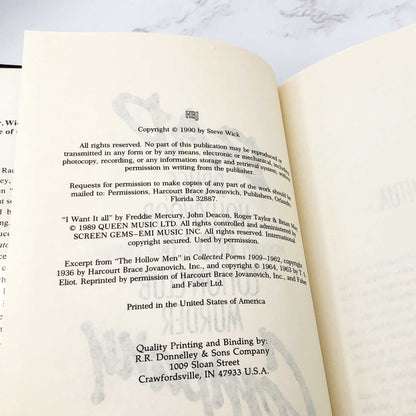 HBJ
Copyright © 1990 by Steve Wick
All rights reserved. No part of this publication may be reproduced or
transmitted in any form or by any means, electronic or mechanical, including
photocopy, recording, or any information storage and retrieval system, without
permission in writing from the publisher.
Requests for permission to make copies of any part of the work should be
mailed to: Permissions, Harcourt Brace Jovanovich, Publishers, Orlando,
Florida 32887.
"I Want It all" by Freddie Mercury, John Deacon, Roger Taylor & Brian May
© 1989 QUEEN MUSIC LTD. All rights controlled and administered by
SCREEN GEMS–EMI MUSIC INC. All rights reserved. International
copyright secured. Used by permission.
Excerpt from "The Hollow Men" in Collected Poems 1909–1962, copyright
1936 by Harcourt Brace Jovanovich, Inc., and copyright © 1964, 1963 by T. S.
Eliot. Reprinted by permission of Harcourt Brace Jovanovich, Inc., and Faber
and Faber Ltd.
Printed in the United States of America
Quality Printing and Binding by:
R.R. Donnelley & Sons Company
1009 Sloan Street
Crawfordsville, IN 47933 U.S.A.